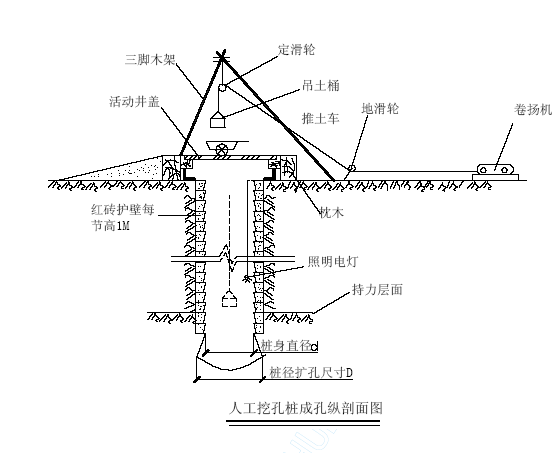 定滑轮
三脚木架
吊土桶
活动井盖
推土车
地滑轮
卷扬机
红砖护壁每
节高1M
枕木
照明电灯
持力层面
桩身直径d
桩径扩孔尺寸D
人工挖孔桩成孔纵剖面图